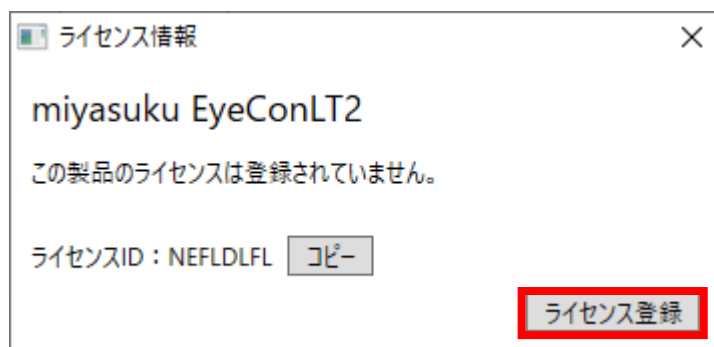 ライセンス情報
miyasuku EyeConLT2
この製品のライセンスは登録されていません。
ライセンスID：NEFLDLFL コピー
ライセンス登録